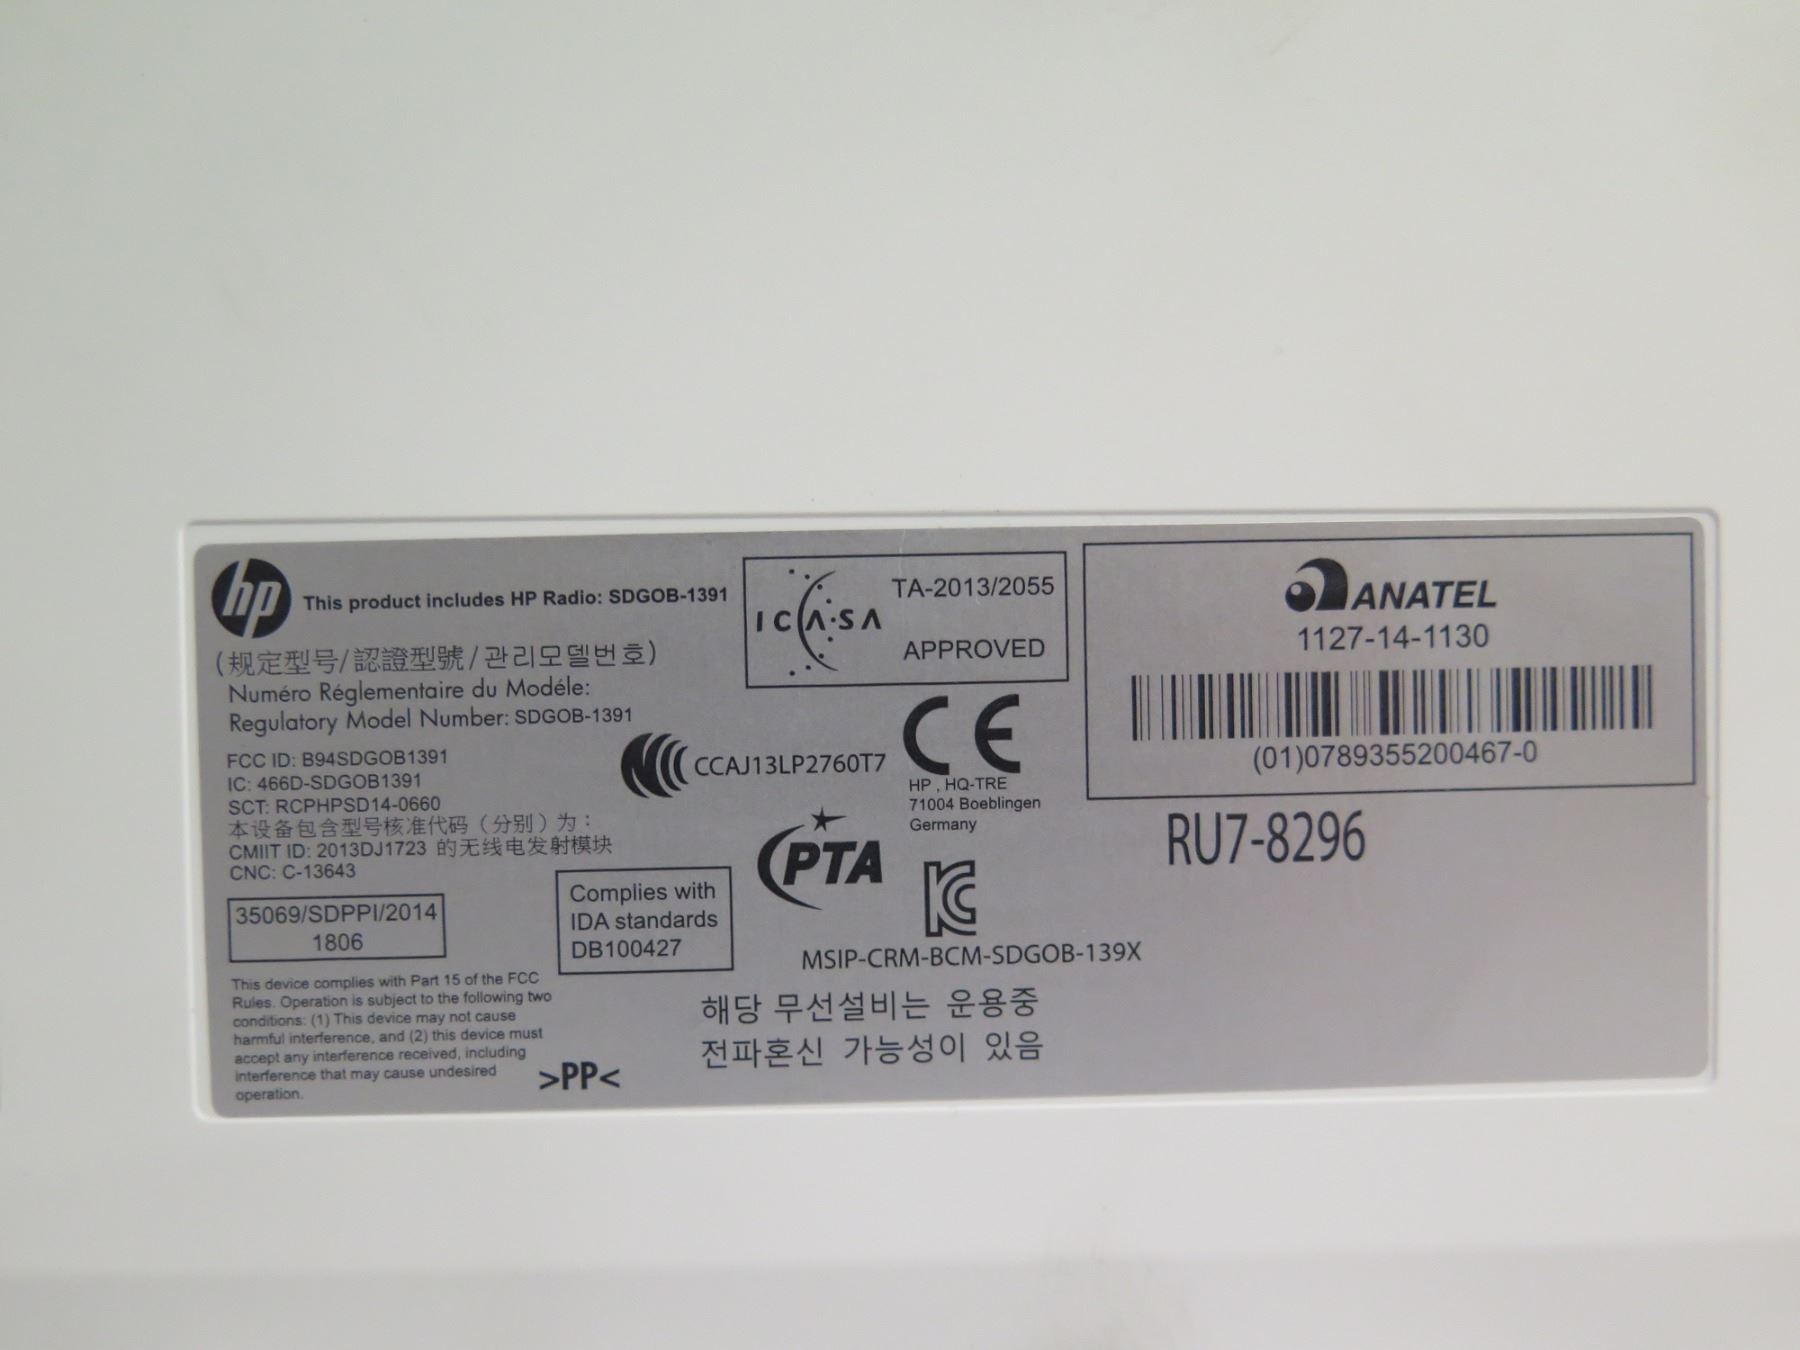 hp This product includes HP Radio: SDGOB-1391
(规定型号/認證型號/관리모델번호)
Numéro Réglementaire du Modéle:
Regulatory Model Number: SDGOB-1391
FCC ID: B94SDGOB1391
IC: 466D-SDGOB1391
SCT: RCPHPSD14-0660
本设备包含型号核准代码（分别）为：
CMIIT ID: 2013DJ1723 的无线电发射模块
CNC: C-13643
35069/SDPPI/2014
1806
Complies with
IDA standards
DB100427
This device complies with Part 15 of the FCC
Rules. Operation is subject to the following two
conditions: (1) This device may not cause
harmful interference, and (2) this device must
accept any interference received, including
interference that may cause undesired
operation.
>PP<
ICASA
TA-2013/2055
APPROVED
CCAJ13LP2760T7
CE
HP , HQ-TRE
71004 Boeblingen
Germany
PTA
KC
MSIP-CRM-BCM-SDGOB-139X
해당 무선설비는 운용중
전파혼신 가능성이 있음
ANATEL
1127-14-1130
(01)0789355200467-0
RU7-8296